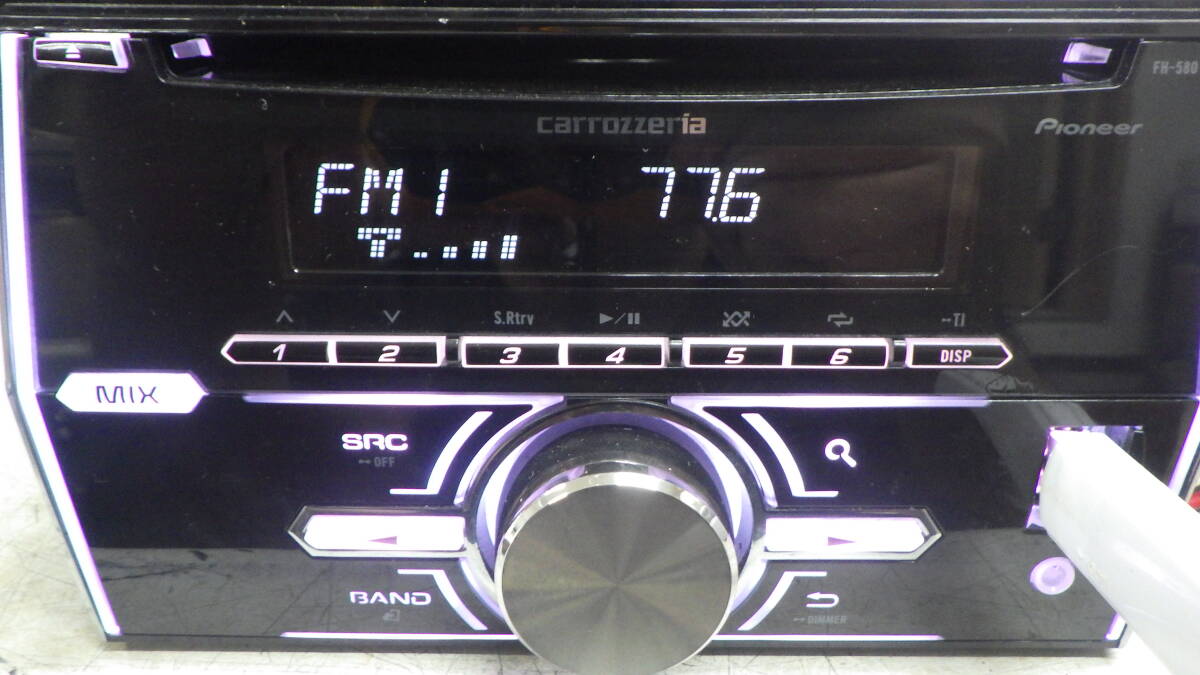 FH-580
carrozzeria
Pioneer
FM1 77.6
S.Rtrv
TI
1 2 3 4 5 6 DISP
MIX
SRC
OFF
BAND
DIMMER